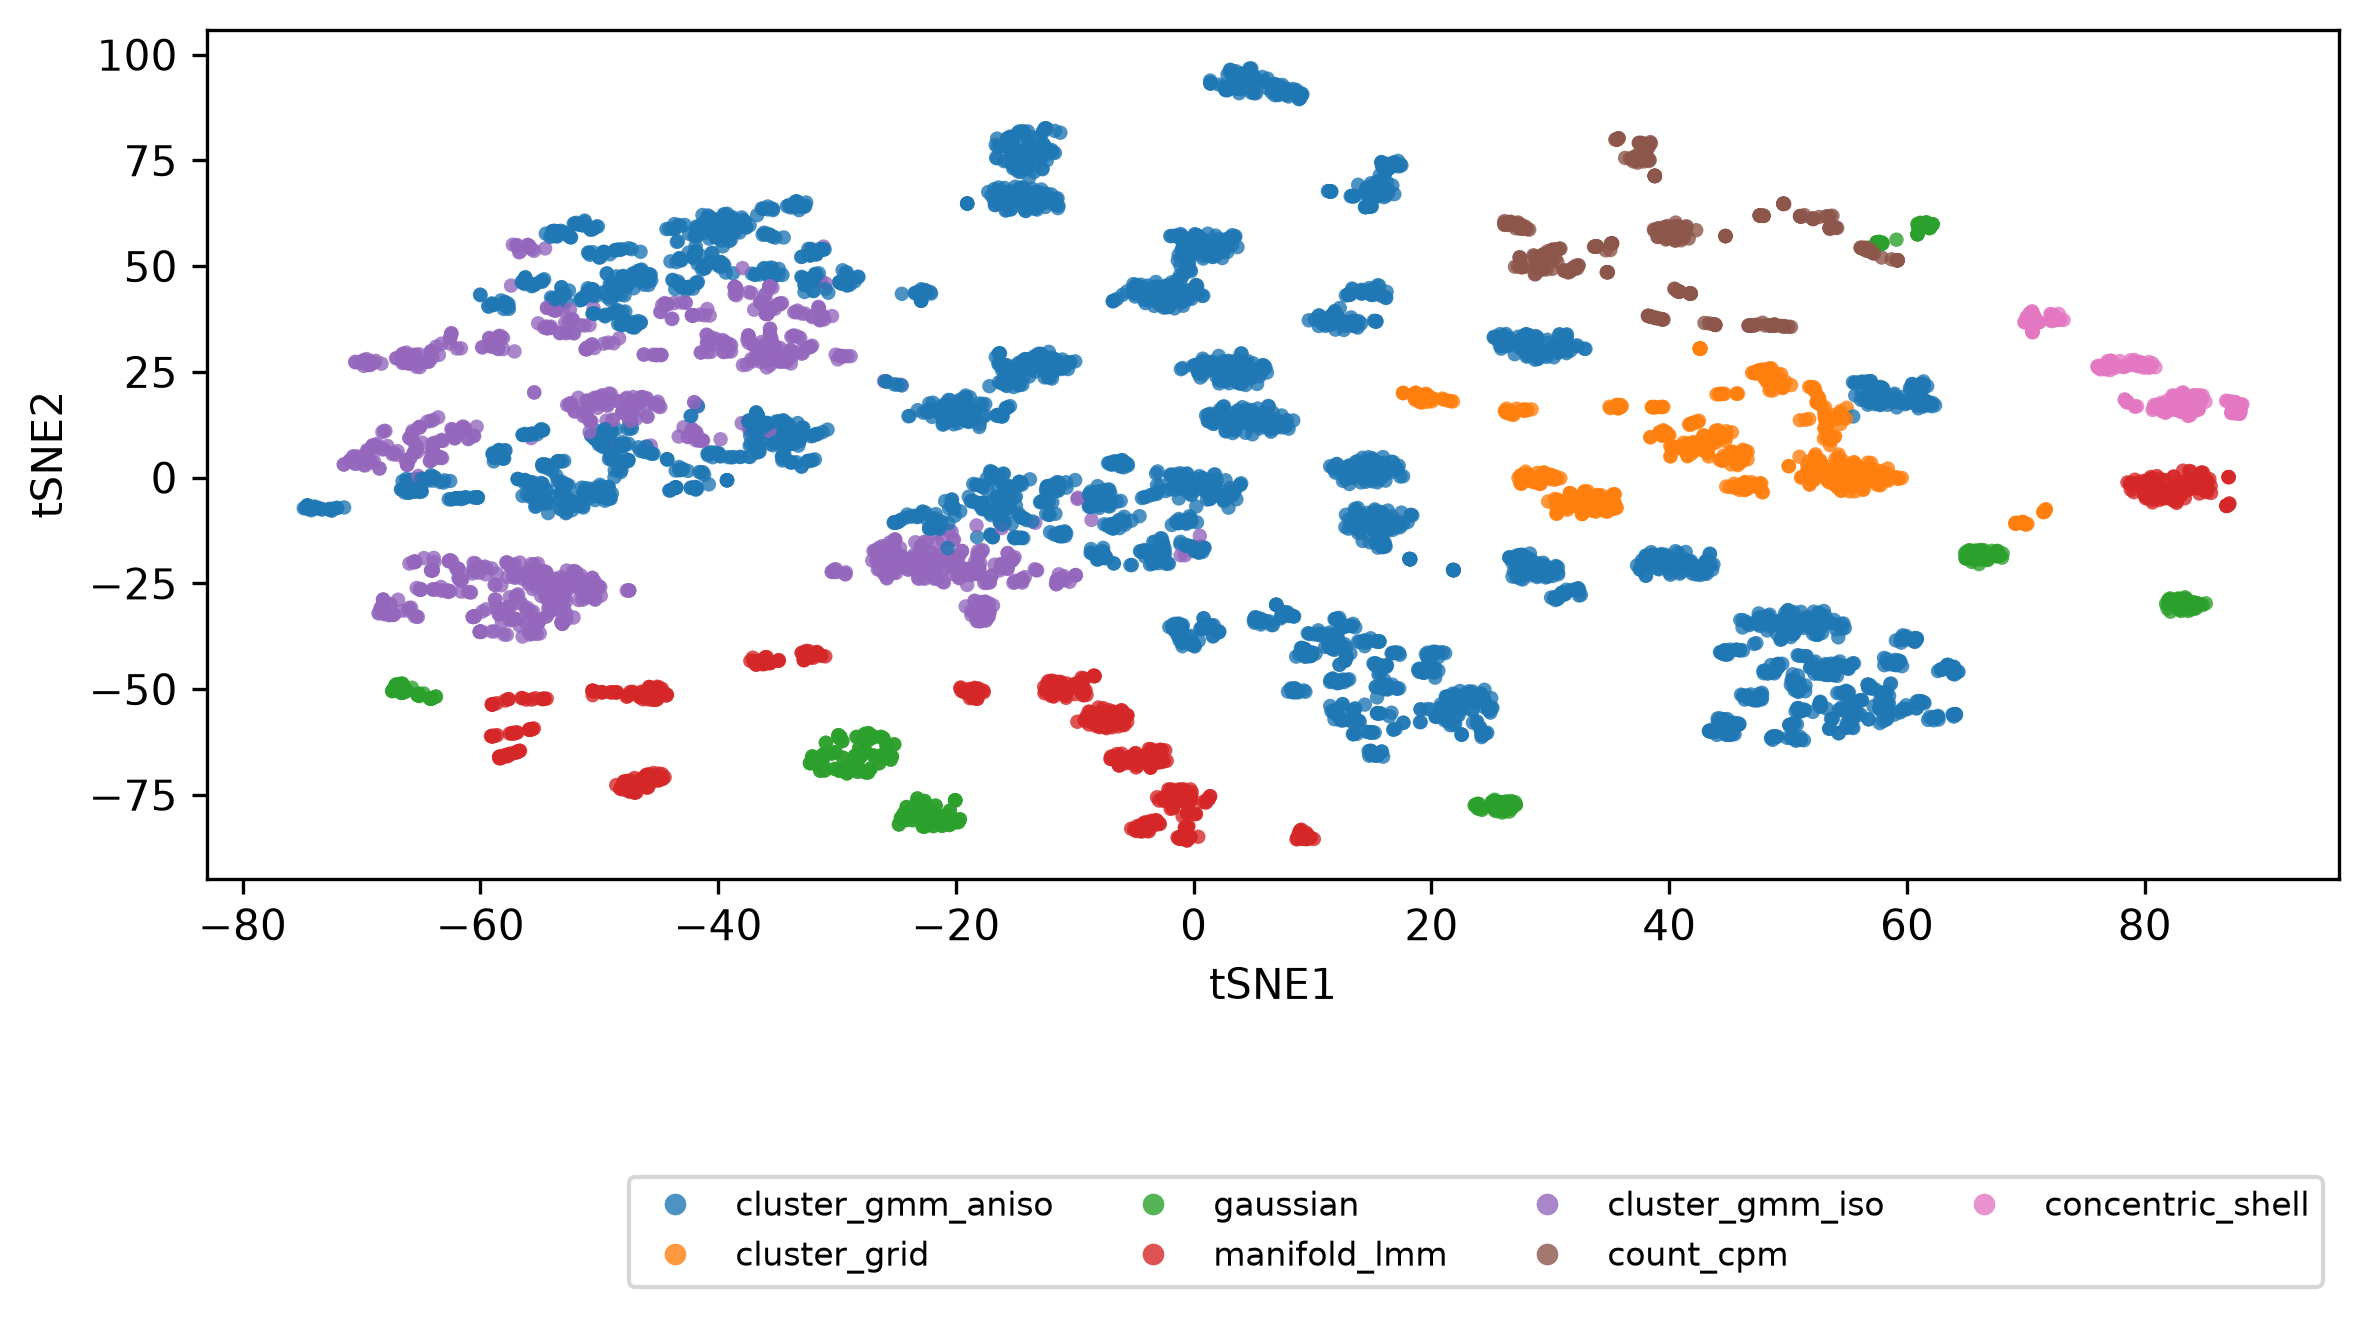 100
75
50
25
0
−25
−50
−75
tSNE2
−80 −60 −40 −20 0 20 40 60 80
tSNE1
cluster_gmm_aniso gaussian cluster_gmm_iso concentric_shell
cluster_grid manifold_lmm count_cpm